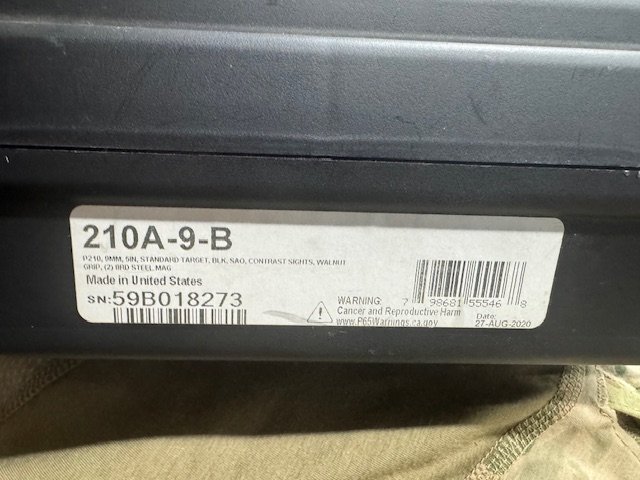 210A-9-B
P210, 9MM, 5IN, STANDARD TARGET, BLK, SAO, CONTRAST SIGHTS, WALNUT
GRIP, (2) 8RD STEEL MAG
Made in United States
SN:59B018273
WARNING:
Cancer and Reproductive Harm
www.P65Warnings.ca.gov
7 98681 55546 8
Date:
27-AUG-2020